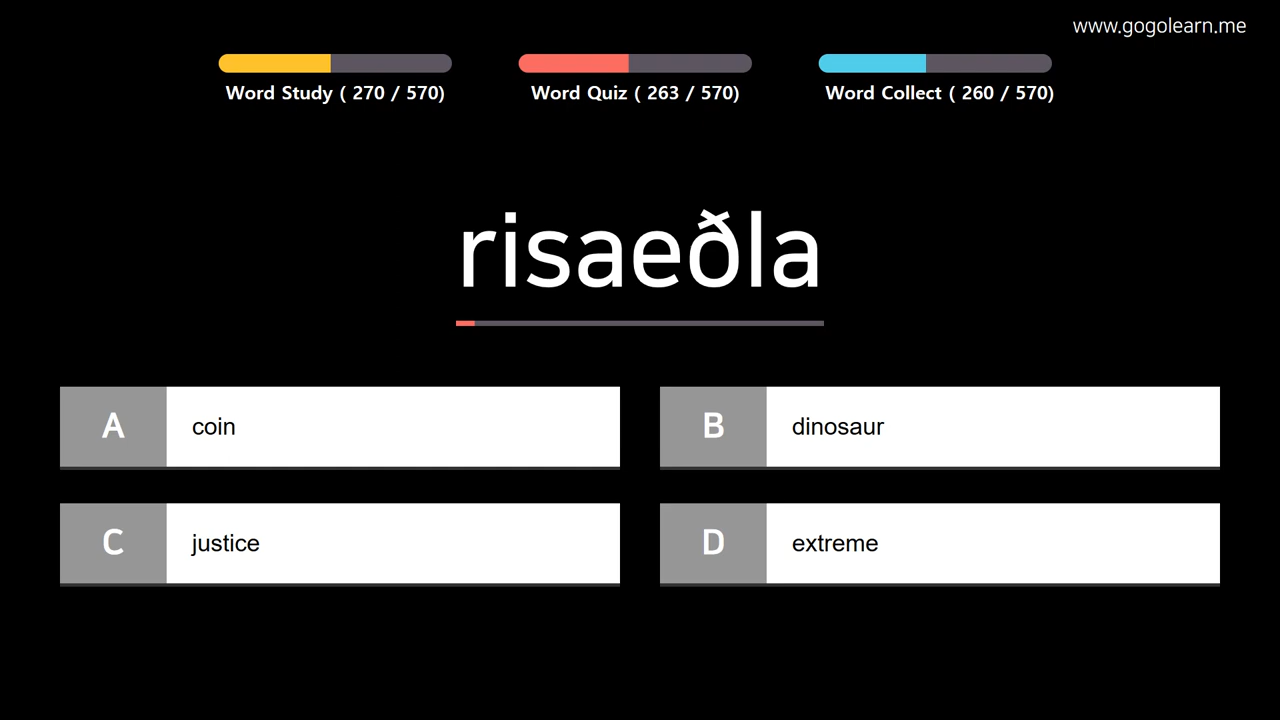 www.gogolearn.me
Word Study ( 270 / 570)
Word Quiz ( 263 / 570)
Word Collect ( 260 / 570)
risaeðla
A coin
B dinosaur
C justice
D extreme